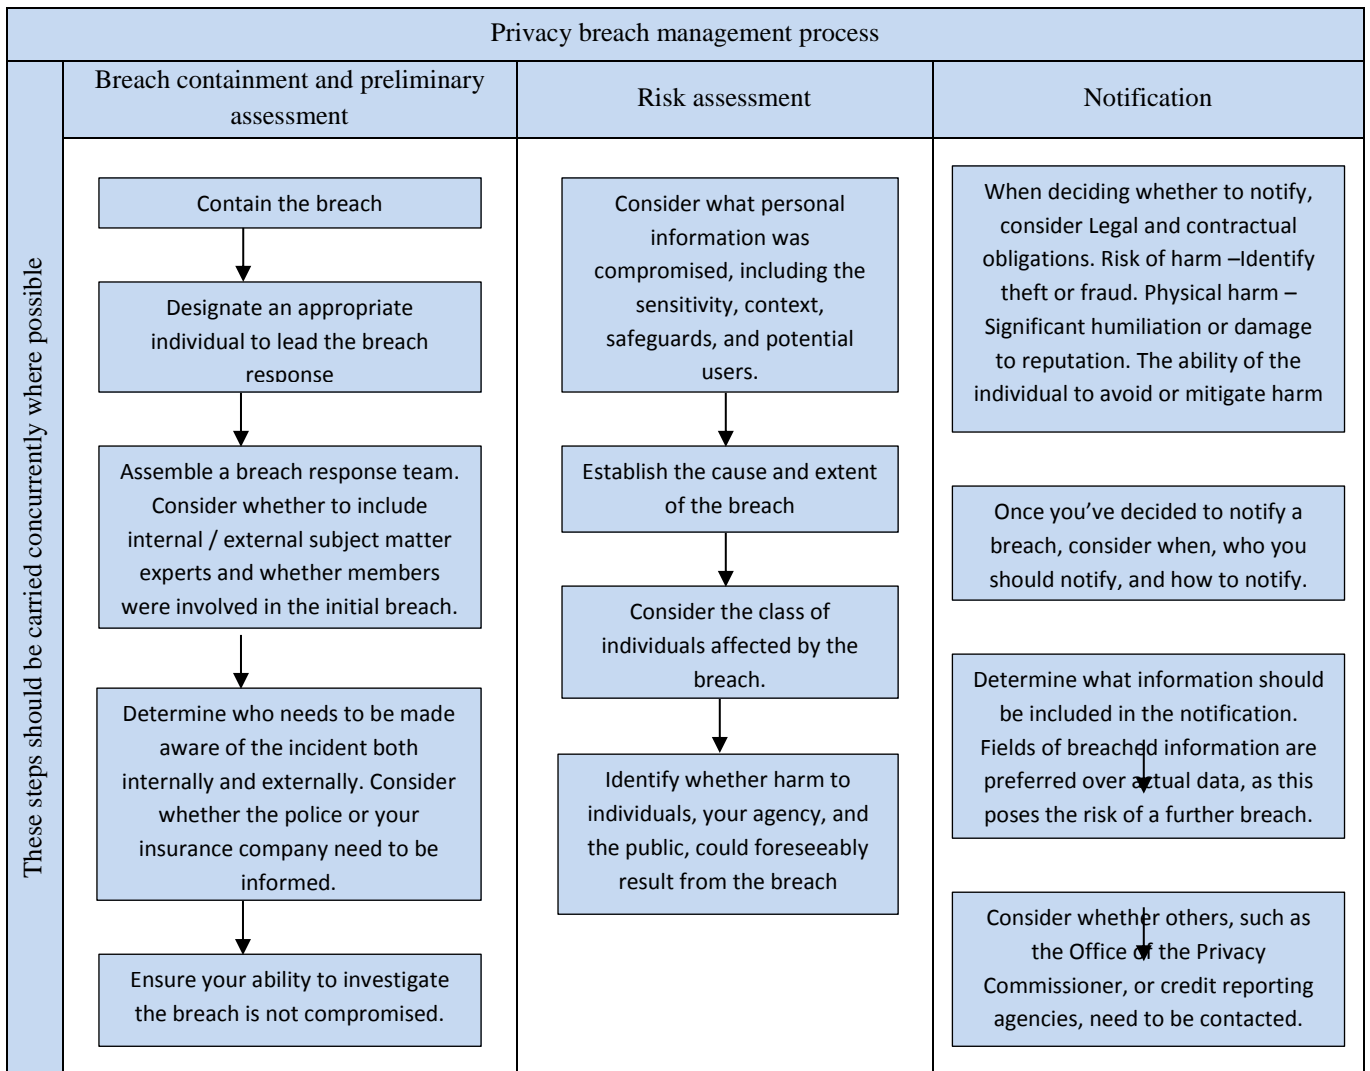 Privacy breach management process
These steps should be carried concurrently where possible
Breach containment and preliminary
assessment
Risk assessment
Notification
Contain the breach
Designate an appropriate
individual to lead the breach
response
Assemble a breach response team.
Consider whether to include
internal / external subject matter
experts and whether members
were involved in the initial breach.
Determine who needs to be made
aware of the incident both
internally and externally. Consider
whether the police or your
insurance company need to be
informed.
Ensure your ability to investigate
the breach is not compromised.
Consider what personal
information was
compromised, including the
sensitivity, context,
safeguards, and potential
users.
Establish the cause and extent
of the breach
Consider the class of
individuals affected by the
breach.
Identify whether harm to
individuals, your agency, and
the public, could foreseeably
result from the breach
When deciding whether to notify,
consider Legal and contractual
obligations. Risk of harm –Identify
theft or fraud. Physical harm –
Significant humiliation or damage
to reputation. The ability of the
individual to avoid or mitigate harm
Once you’ve decided to notify a
breach, consider when, who you
should notify, and how to notify.
Determine what information should
be included in the notification.
Fields of breached information are
preferred over actual data, as this
poses the risk of a further breach.
Consider whether others, such as
the Office of the Privacy
Commissioner, or credit reporting
agencies, need to be contacted.